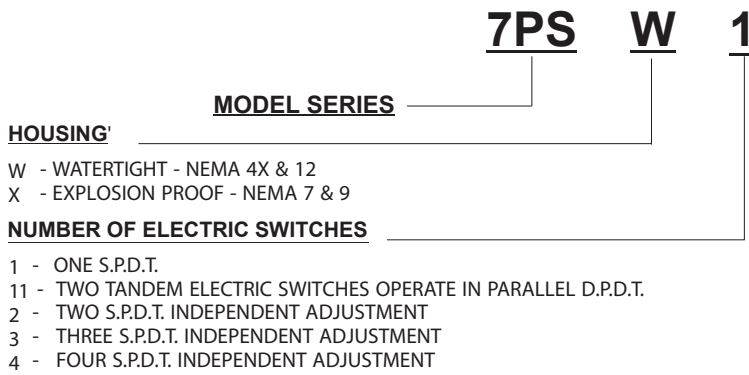 7PS W 1
MODEL SERIES
HOUSING'
W - WATERTIGHT - NEMA 4X & 12
X - EXPLOSION PROOF - NEMA 7 & 9
NUMBER OF ELECTRIC SWITCHES
1 - ONE S.P.D.T.
11 - TWO TANDEM ELECTRIC SWITCHES OPERATE IN PARALLEL D.P.D.T.
2 - TWO S.P.D.T. INDEPENDENT ADJUSTMENT
3 - THREE S.P.D.T. INDEPENDENT ADJUSTMENT
4 - FOUR S.P.D.T. INDEPENDENT ADJUSTMENT